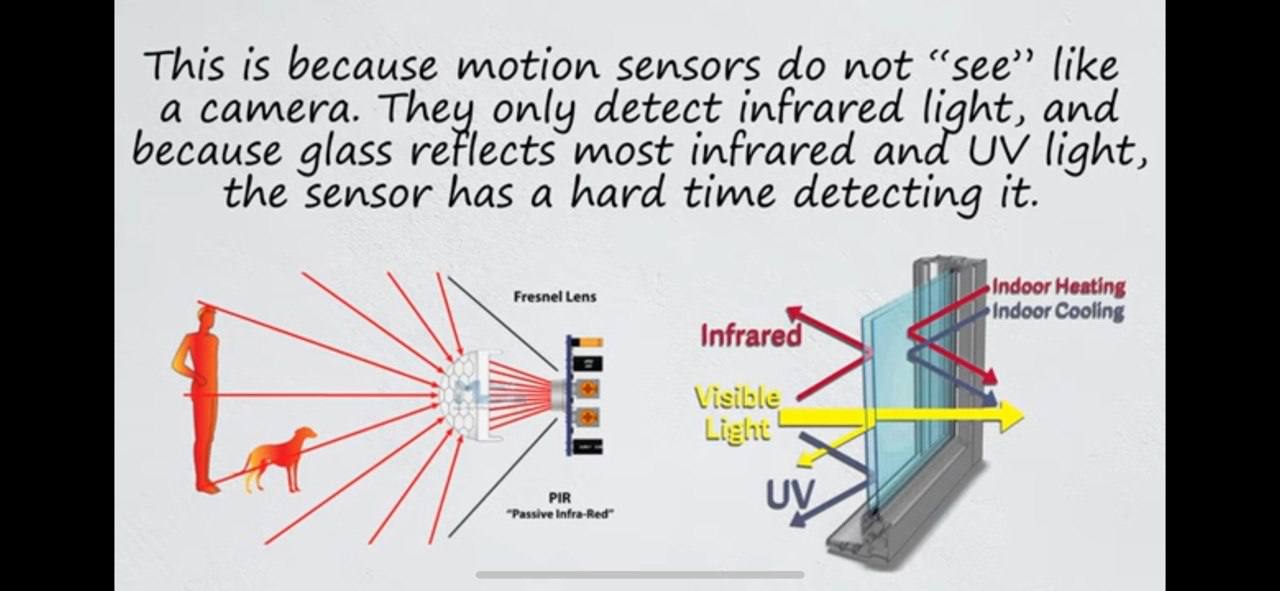 This is because motion sensors do not “see” like
a camera. They only detect infrared light, and
because glass reflects most infrared and UV light,
the sensor has a hard time detecting it.
Fresnel Lens
PIR
“Passive Infra-Red”
Indoor Heating
Indoor Cooling
Infrared
Visible
Light
UV